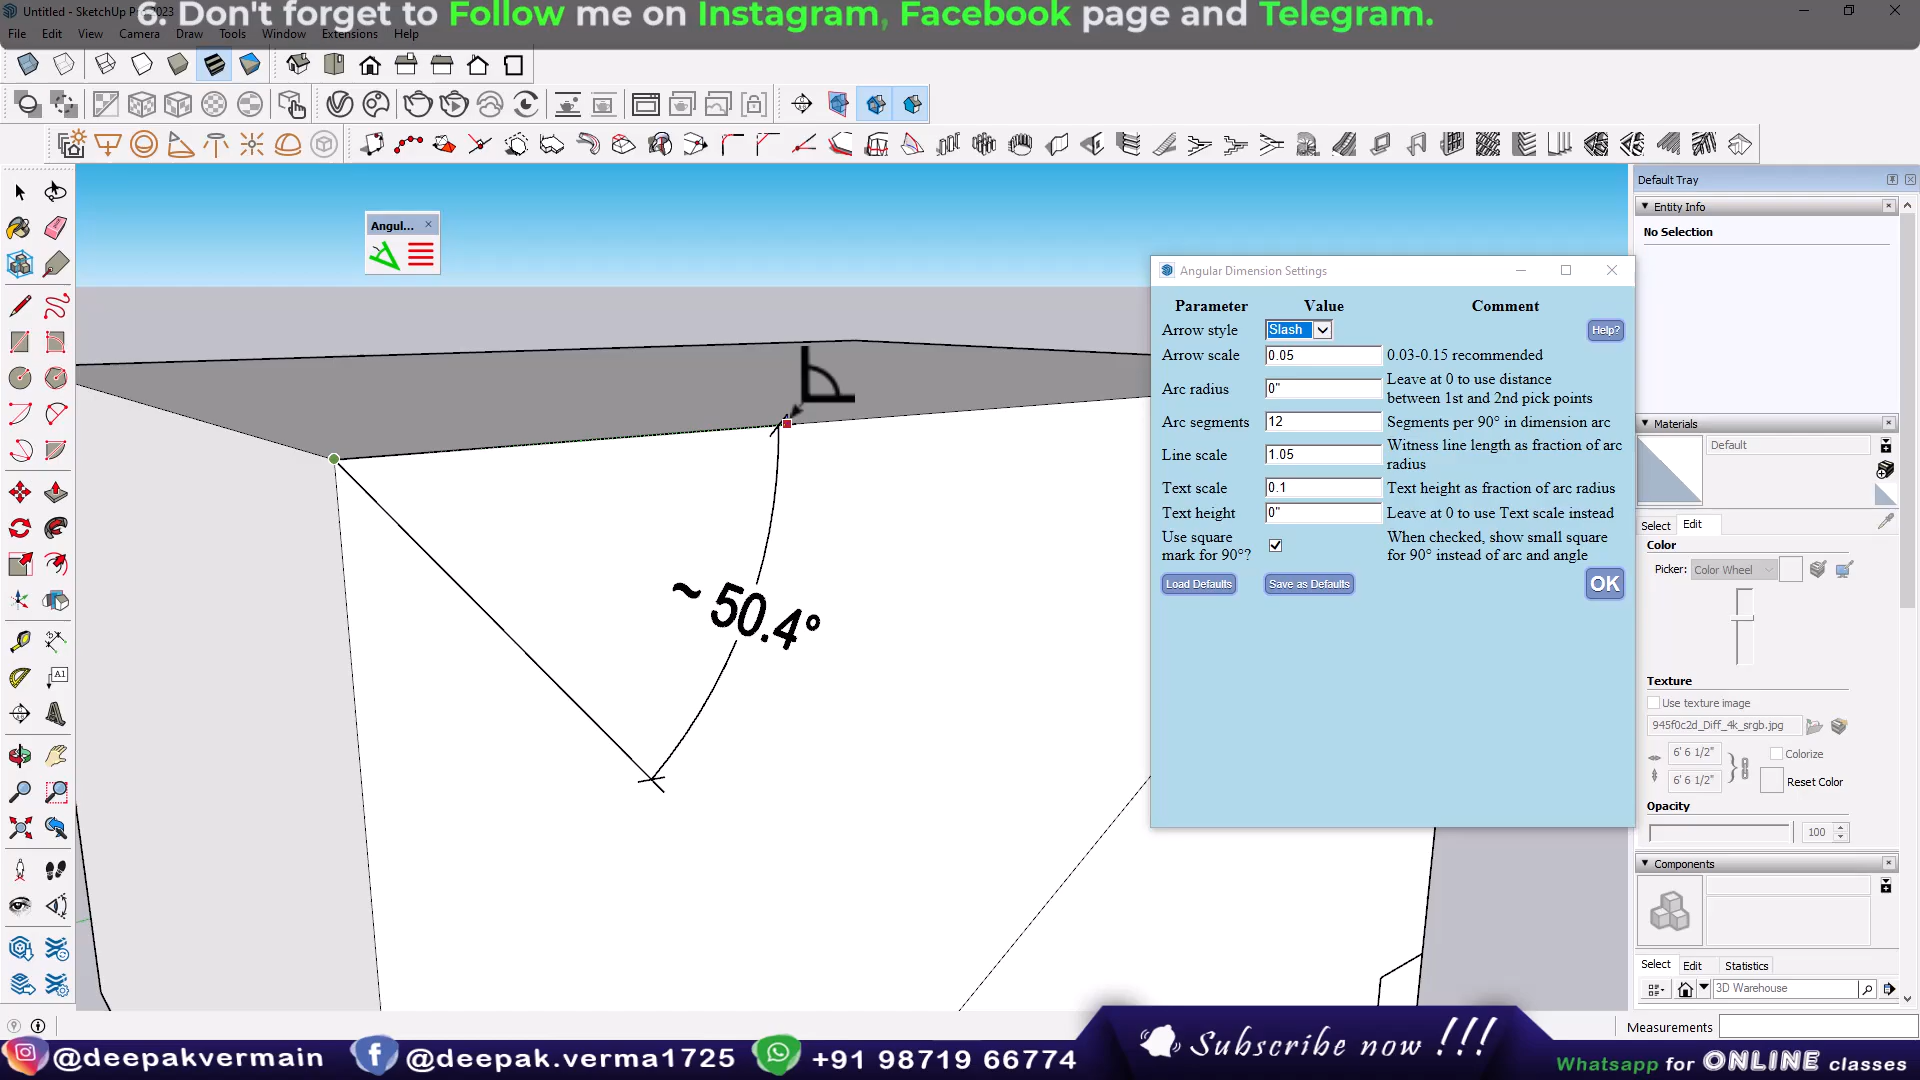 6. Don't forget to Follow me on Instagram, Facebook page and Telegram.
Untitled - SketchUp Pro 2023
File Edit View Camera Draw Tools Window Extensions Help
Angul...
Default Tray
Entity Info
No Selection
Angular Dimension Settings
Parameter Value Comment
Arrow style Slash Help?
Arrow scale 0.05 0.03-0.15 recommended
Arc radius 0" Leave at 0 to use distance between 1st and 2nd pick points
Arc segments 12 Segments per 90° in dimension arc
Line scale 1.05 Witness line length as fraction of arc radius
Text scale 0.1 Text height as fraction of arc radius
Text height 0" Leave at 0 to use Text scale instead
Use square mark for 90°? When checked, show small square for 90° instead of arc and angle
Load Defaults Save as Defaults OK
~ 50.4°
A1
Materials
Default
Select Edit
Color
Picker: Color Wheel
Texture
Use texture image
945f0c2d_Diff_4k_srgb.jpg
6' 6 1/2" Colorize
6' 6 1/2" Reset Color
Opacity
100
Components
Select Edit Statistics
3D Warehouse
Measurements
Subscribe now !!!
@deepakvermain @deepak.verma1725 +91 98719 66774
Whatsapp for ONLINE classes